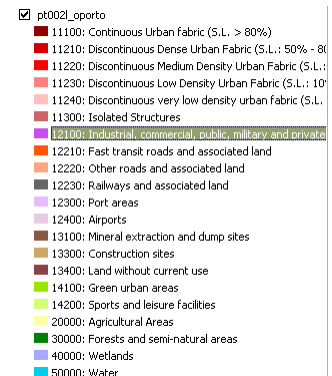 pt002l_oporto
11100: Continuous Urban fabric (S.L. > 80%)
11210: Discontinuous Dense Urban Fabric (S.L.: 50% - 80
11220: Discontinuous Medium Density Urban Fabric (S.L.:
11230: Discontinuous Low Density Urban Fabric (S.L.: 10%
11240: Discontinuous very low density urban fabric (S.L.
11300: Isolated Structures
12100: Industrial, commercial, public, military and private
12210: Fast transit roads and associated land
12220: Other roads and associated land
12230: Railways and associated land
12300: Port areas
12400: Airports
13100: Mineral extraction and dump sites
13300: Construction sites
13400: Land without current use
14100: Green urban areas
14200: Sports and leisure facilities
20000: Agricultural Areas
30000: Forests and semi-natural areas
40000: Wetlands
50000: Water